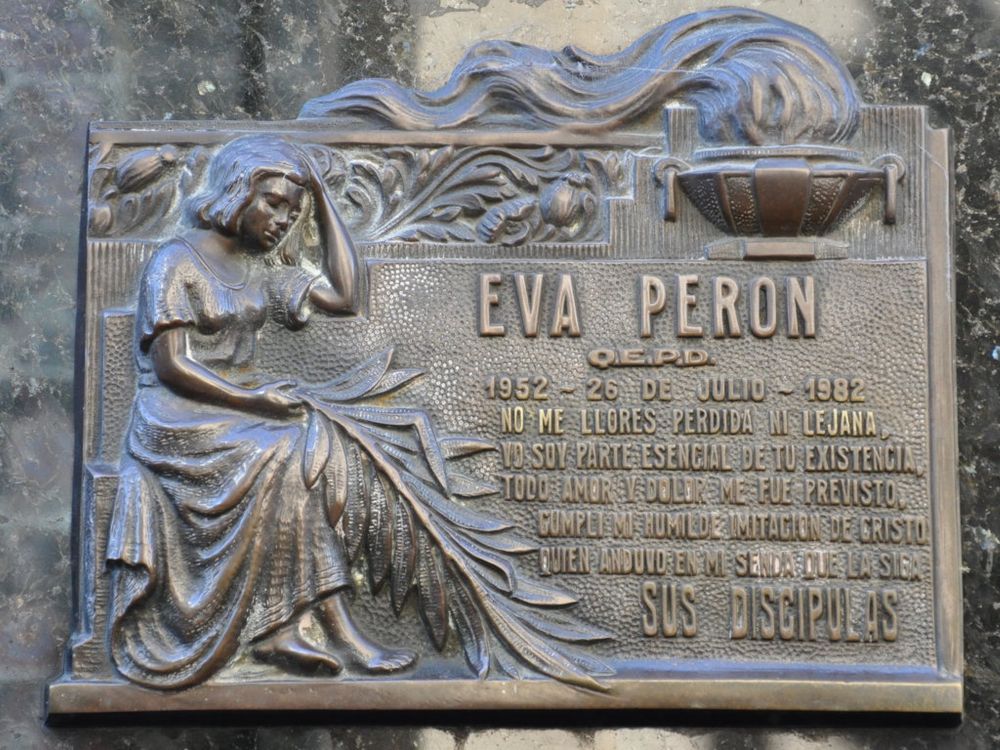 EVA PERON
Q.E.P.D.
1952 - 26 DE JULIO - 1982
NO ME LLORES PERDIDA NI LEJANA,
YO SOY PARTE ESENCIAL DE TU EXISTENCIA,
TODO AMOR Y DOLOR ME FUE PREVISTO,
CUMPLI MI HUMILDE IMITACION DE CRISTO
QUIEN ANDUVO EN MI SENDA QUE LA SIGA
SUS DISCIPULAS